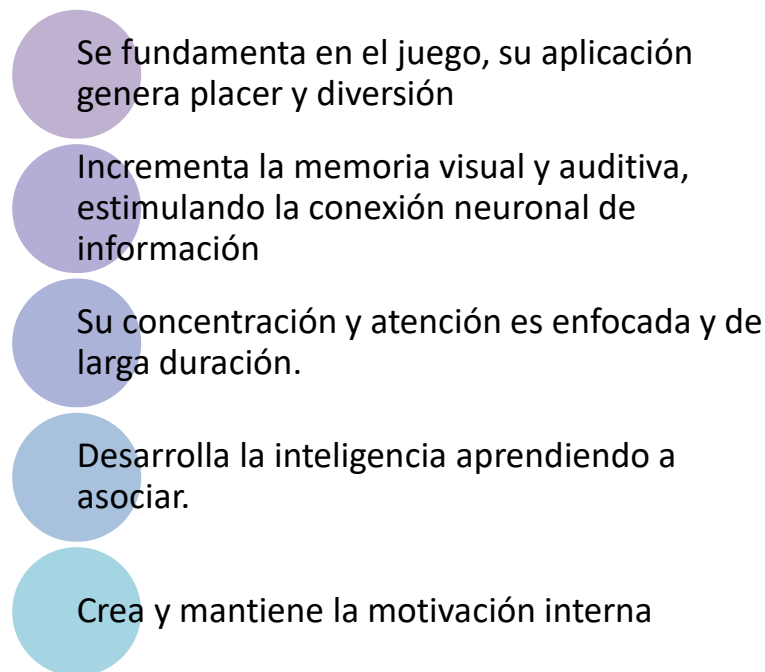 Se fundamenta en el juego, su aplicación
genera placer y diversión
Incrementa la memoria visual y auditiva,
estimulando la conexión neuronal de
información
Su concentración y atención es enfocada y de
larga duración.
Desarrolla la inteligencia aprendiendo a
asociar.
Crea y mantiene la motivación interna